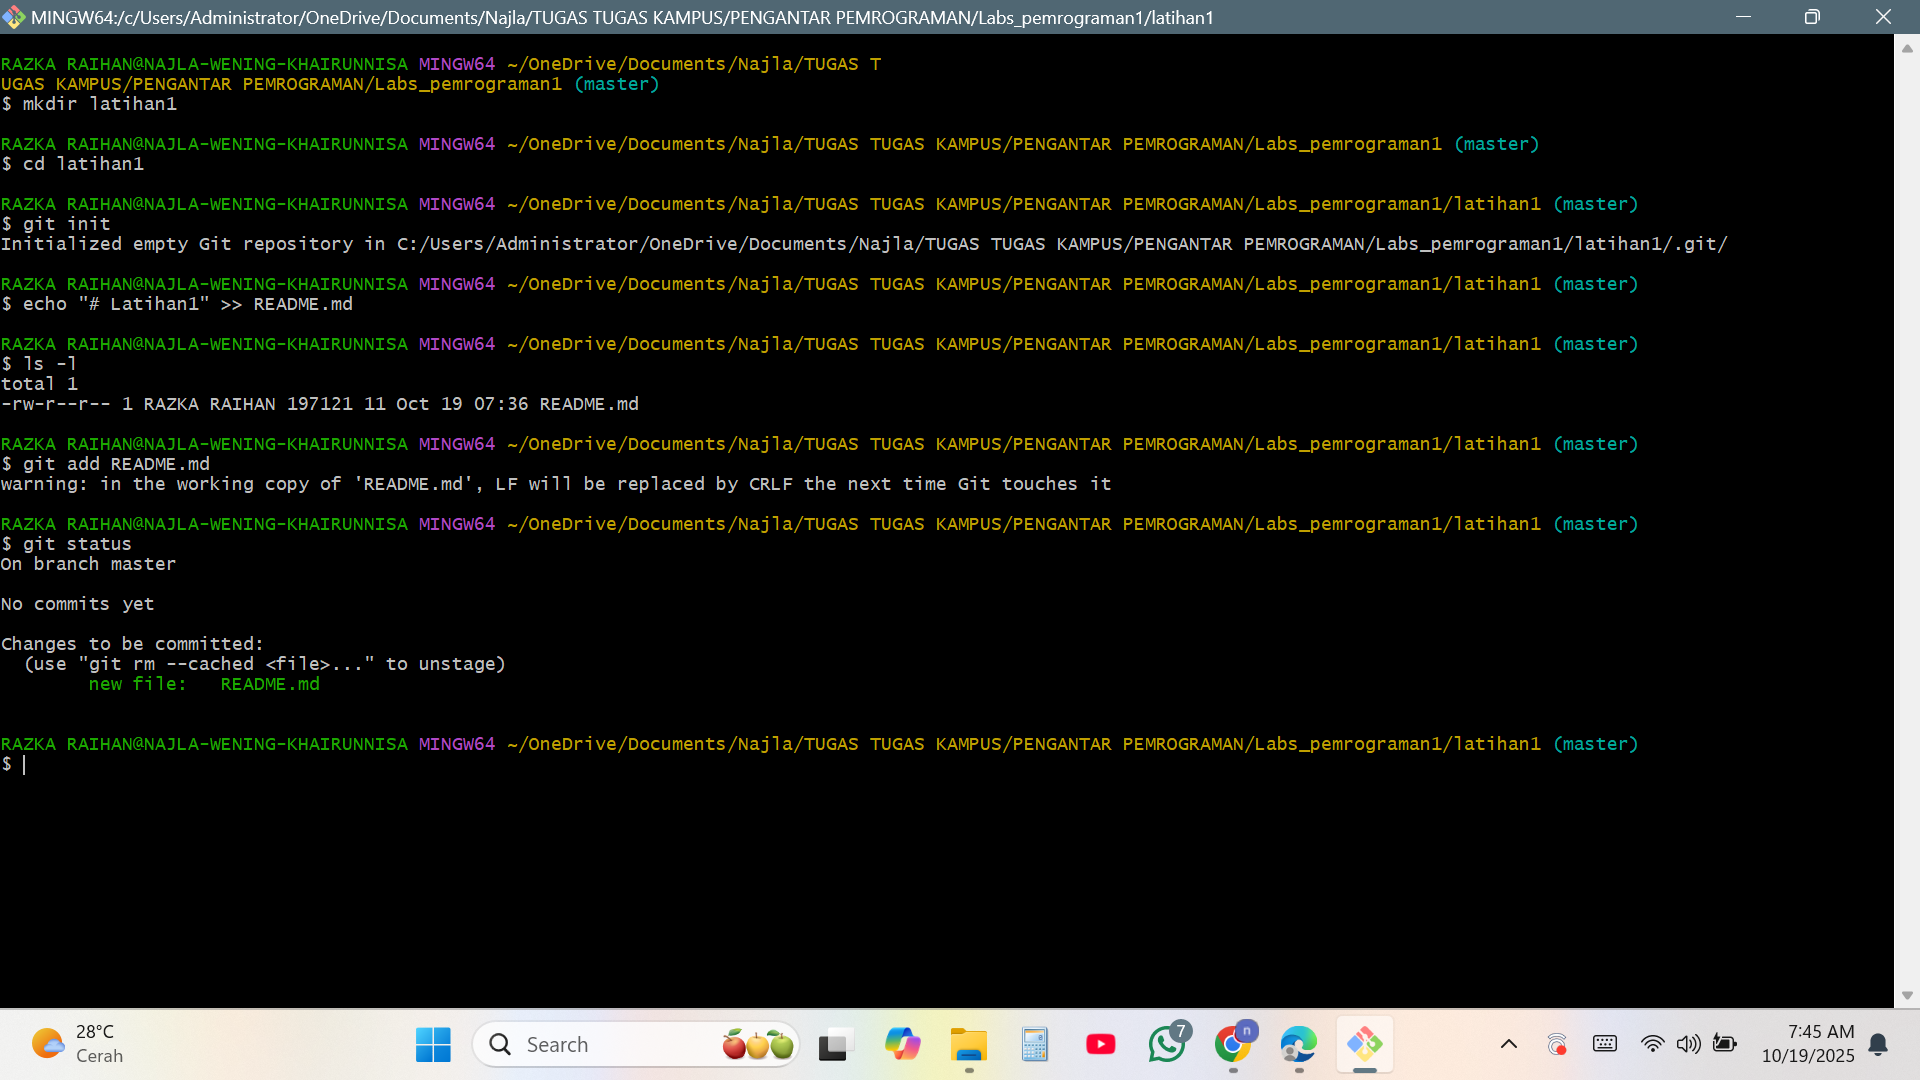 MINGW64:/c/Users/Administrator/OneDrive/Documents/Najla/TUGAS TUGAS KAMPUS/PENGANTAR PEMROGRAMAN/Labs_pemrograman1/latihan1
RAZKA RAIHAN@NAJLA-WENING-KHAIRUNNISA MINGW64 ~/OneDrive/Documents/Najla/TUGAS T
UGAS KAMPUS/PENGANTAR PEMROGRAMAN/Labs_pemrograman1 (master)
$ mkdir latihan1
RAZKA RAIHAN@NAJLA-WENING-KHAIRUNNISA MINGW64 ~/OneDrive/Documents/Najla/TUGAS TUGAS KAMPUS/PENGANTAR PEMROGRAMAN/Labs_pemrograman1 (master)
$ cd latihan1
RAZKA RAIHAN@NAJLA-WENING-KHAIRUNNISA MINGW64 ~/OneDrive/Documents/Najla/TUGAS TUGAS KAMPUS/PENGANTAR PEMROGRAMAN/Labs_pemrograman1/latihan1 (master)
$ git init
Initialized empty Git repository in C:/Users/Administrator/OneDrive/Documents/Najla/TUGAS TUGAS KAMPUS/PENGANTAR PEMROGRAMAN/Labs_pemrograman1/latihan1/.git/
RAZKA RAIHAN@NAJLA-WENING-KHAIRUNNISA MINGW64 ~/OneDrive/Documents/Najla/TUGAS TUGAS KAMPUS/PENGANTAR PEMROGRAMAN/Labs_pemrograman1/latihan1 (master)
$ echo "# Latihan1" >> README.md
RAZKA RAIHAN@NAJLA-WENING-KHAIRUNNISA MINGW64 ~/OneDrive/Documents/Najla/TUGAS TUGAS KAMPUS/PENGANTAR PEMROGRAMAN/Labs_pemrograman1/latihan1 (master)
$ ls -l
total 1
-rw-r--r-- 1 RAZKA RAIHAN 197121 11 Oct 19 07:36 README.md
RAZKA RAIHAN@NAJLA-WENING-KHAIRUNNISA MINGW64 ~/OneDrive/Documents/Najla/TUGAS TUGAS KAMPUS/PENGANTAR PEMROGRAMAN/Labs_pemrograman1/latihan1 (master)
$ git add README.md
warning: in the working copy of 'README.md', LF will be replaced by CRLF the next time Git touches it
RAZKA RAIHAN@NAJLA-WENING-KHAIRUNNISA MINGW64 ~/OneDrive/Documents/Najla/TUGAS TUGAS KAMPUS/PENGANTAR PEMROGRAMAN/Labs_pemrograman1/latihan1 (master)
$ git status
On branch master
No commits yet
Changes to be committed:
(use "git rm --cached <file>..." to unstage)
new file:   README.md
RAZKA RAIHAN@NAJLA-WENING-KHAIRUNNISA MINGW64 ~/OneDrive/Documents/Najla/TUGAS TUGAS KAMPUS/PENGANTAR PEMROGRAMAN/Labs_pemrograman1/latihan1 (master)
$
28°C
Cerah
Search
7
n
7:45 AM
10/19/2025